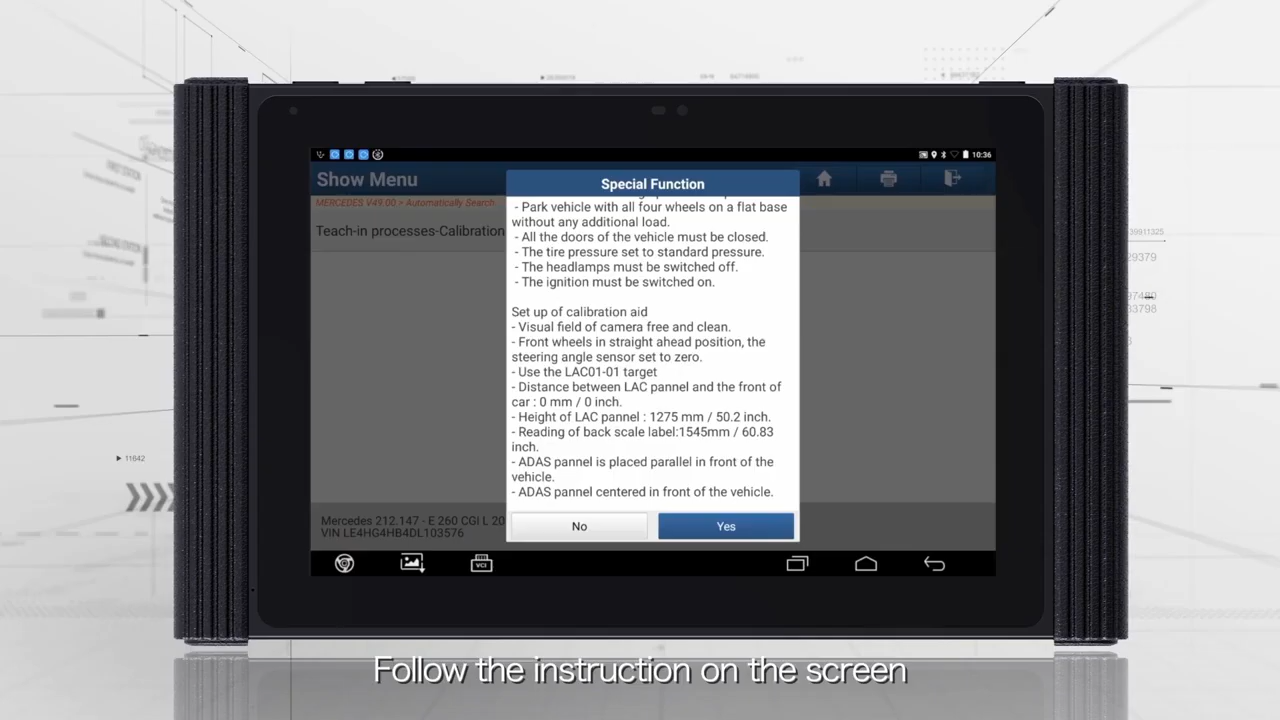 10:36
Show Menu
Special Function
MERCEDES V49.00 > Automatically Search
- Park vehicle with all four wheels on a flat base
without any additional load.
Teach-in processes-Calibration
- All the doors of the vehicle must be closed.
- The tire pressure set to standard pressure.
- The headlamps must be switched off.
- The ignition must be switched on.
Set up of calibration aid
- Visual field of camera free and clean.
- Front wheels in straight ahead position, the
steering angle sensor set to zero.
- Use the LAC01-01 target
- Distance between LAC pannel and the front of
car : 0 mm / 0 inch.
- Height of LAC pannel : 1275 mm / 50.2 inch.
- Reading of back scale label:1545mm / 60.83
inch.
- ADAS pannel is placed parallel in front of the
vehicle.
- ADAS pannel centered in front of the vehicle.
Mercedes 212.147 - E 260 CGI L 20
VIN LE4HG4HB4DL103576
No
Yes
VCI
39911325
29379
97480
33798
11642
Follow the instruction on the screen